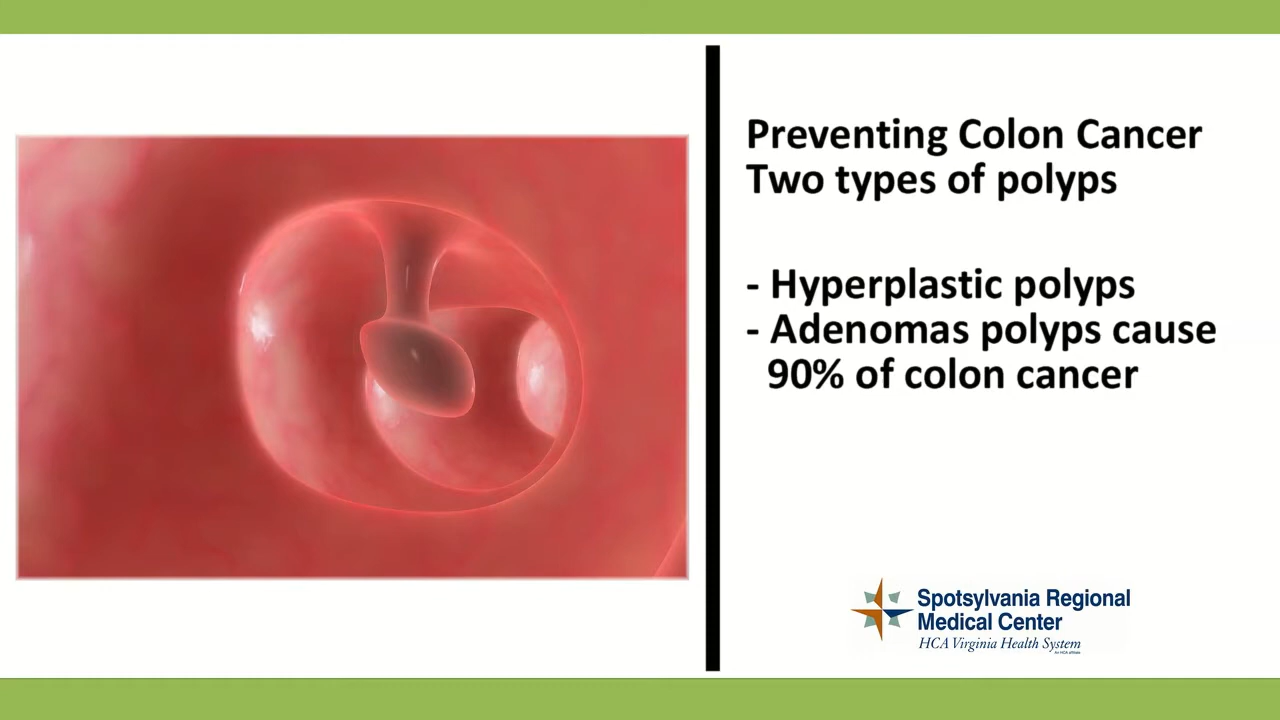 Preventing Colon Cancer
Two types of polyps
- Hyperplastic polyps
- Adenomas polyps cause
90% of colon cancer
Spotsylvania Regional
Medical Center
HCA Virginia Health System